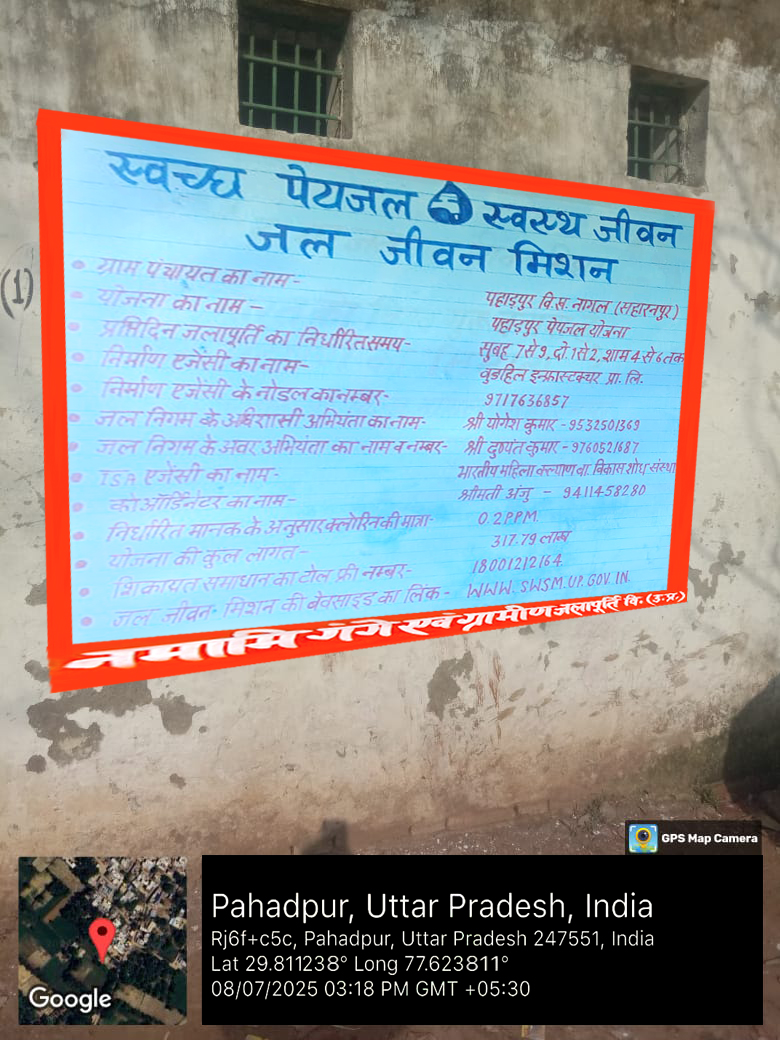 स्वच्छ पेयजल स्वस्थ जीवन
जल जीवन मिशन
(1)
• ग्राम पंचायत का नाम - पहाड़पुर वि.ख. नागल (सहारनपुर)
• योजना का नाम - पहाड़पुर पेयजल योजना
• प्रतिदिन जलापूर्ति का निर्धारित समय - सुबह 7 से 9, दो. 1 से 2, शाम 4 से 6 तक
• निर्माण एजेंसी का नाम - वुडहिल इन्फ्रास्टक्चर प्रा. लि.
• निर्माण एजेंसी के नोडल का नम्बर - 9717636857
• जल निगम के अधिशासी अभियंता का नाम - श्री योगेश कुमार - 9532501369
• जल निगम के अवर अभियंता का नाम व नम्बर - श्री दुष्यंत कुमार - 9760521687
• ISA एजेंसी का नाम - भारतीय महिला कल्याण वा. विकास शोध संस्था
• कोऑर्डिनेटर का नाम - श्रीमती अंजु - 9411458280
• निर्धारित मानक के अनुसार क्लोरिन की मात्रा - 0.2 PPM
• योजना की कुल लागत - 317.79 लाख
• शिकायत समाधान का टोल फ्री नम्बर - 18001212164
• जल जीवन मिशन की वेवसाइड का लिंक - WWW.SWSM.UP.GOV.IN
नमामि गंगे एवं ग्रामीण जलापूर्ति वि. (उ.प्र.)
GPS Map Camera
Pahadpur, Uttar Pradesh, India
Rj6f+c5c, Pahadpur, Uttar Pradesh 247551, India
Lat 29.811238° Long 77.623811°
08/07/2025 03:18 PM GMT +05:30
Google